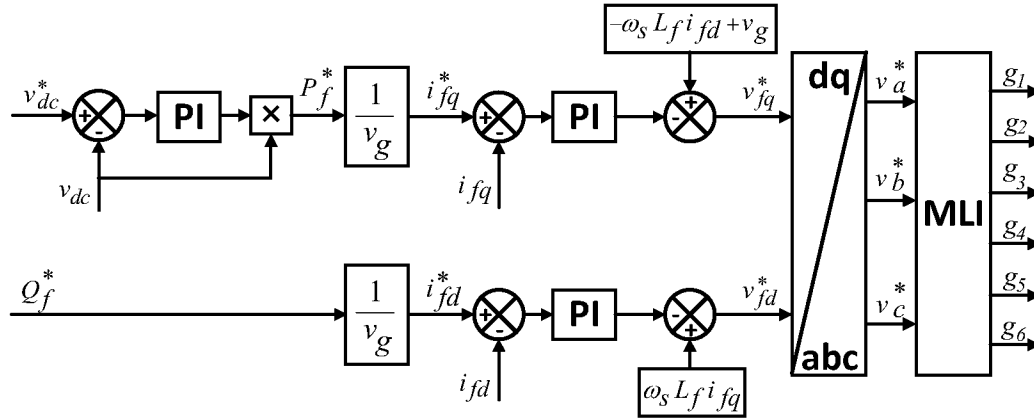 −ω_s L_f i_fd + v_g
v*_dc
+
-
PI
×
P*_f
1
v_g
i*_fq
+
-
PI
-
+
v*_fq
dq
v*_a
g_1
g_2
v_dc
i_fq
v*_b
MLI
g_3
g_4
Q*_f
1
v_g
i*_fd
+
-
PI
-
+
v*_fd
v*_c
g_5
g_6
abc
i_fd
ω_s L_f i_fq